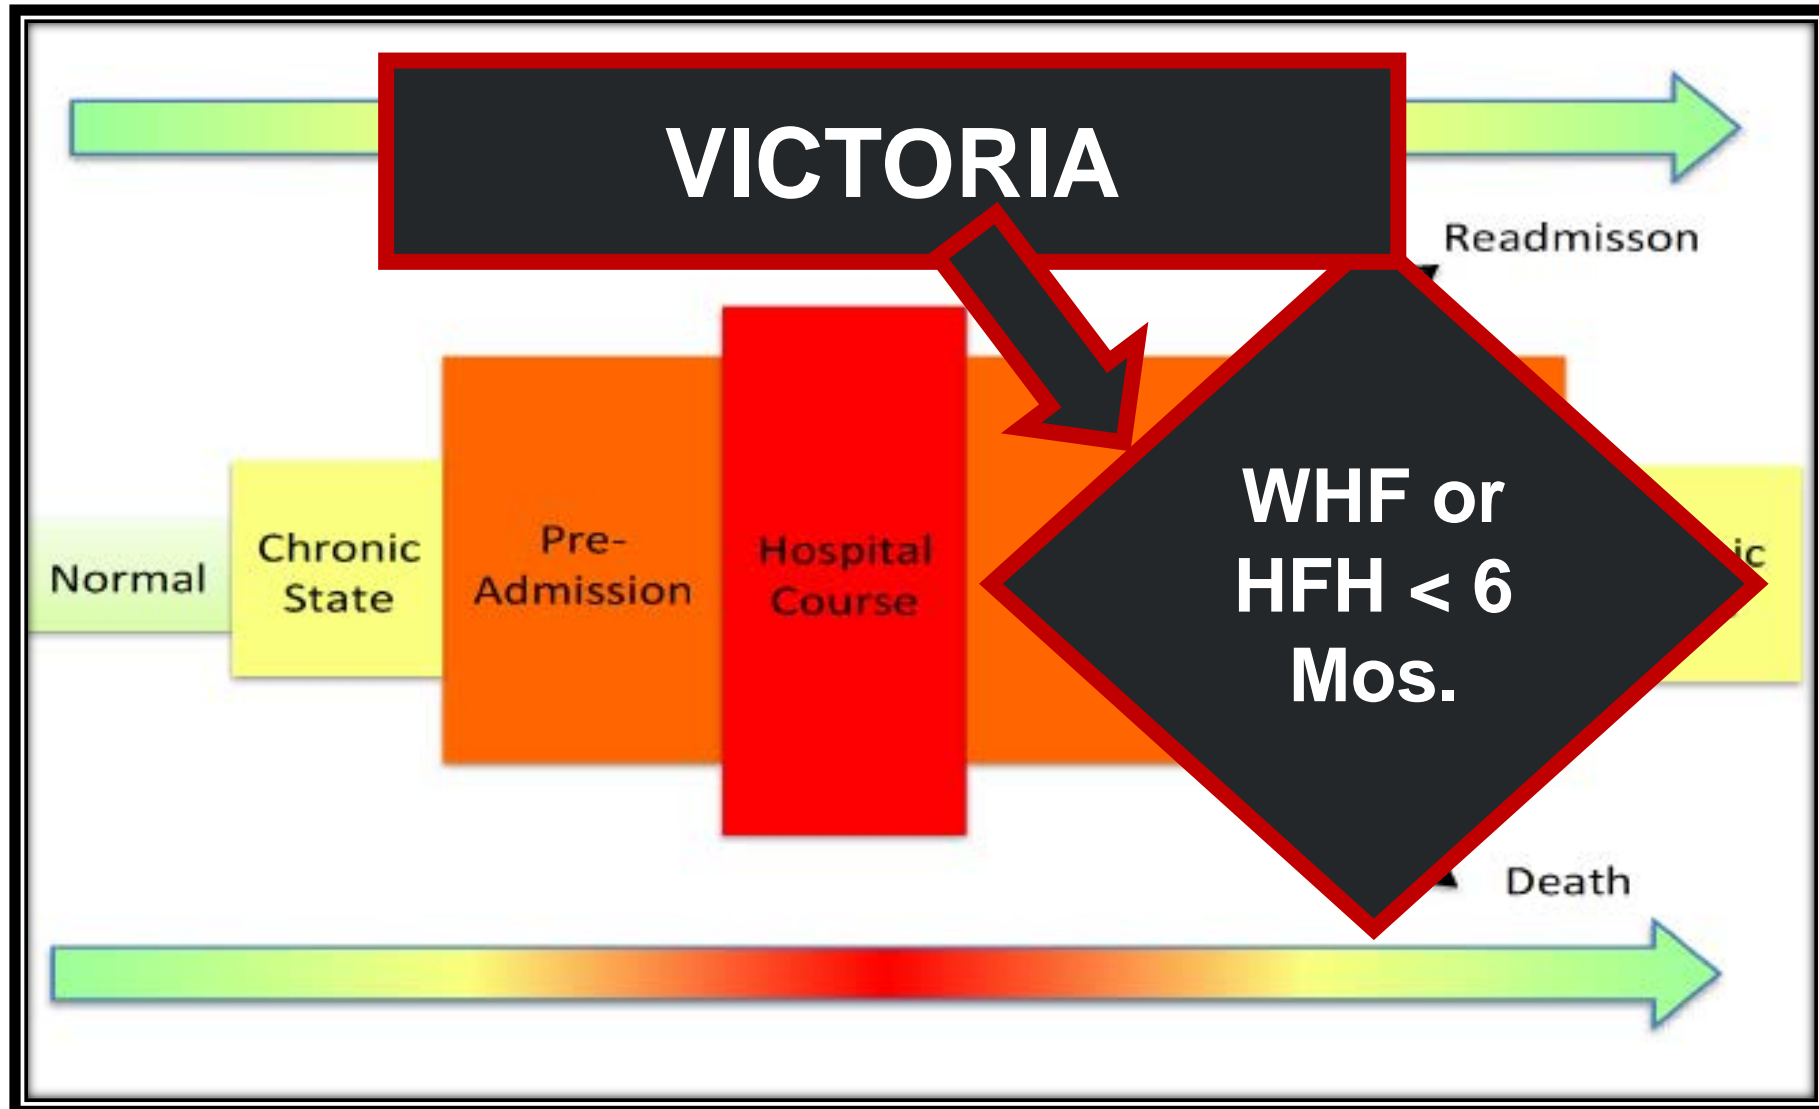 VICTORIA
Readmisson
WHF or
HFH < 6
Mos.
Normal
Chronic
State
Pre-
Admission
Hospital
Course
Death